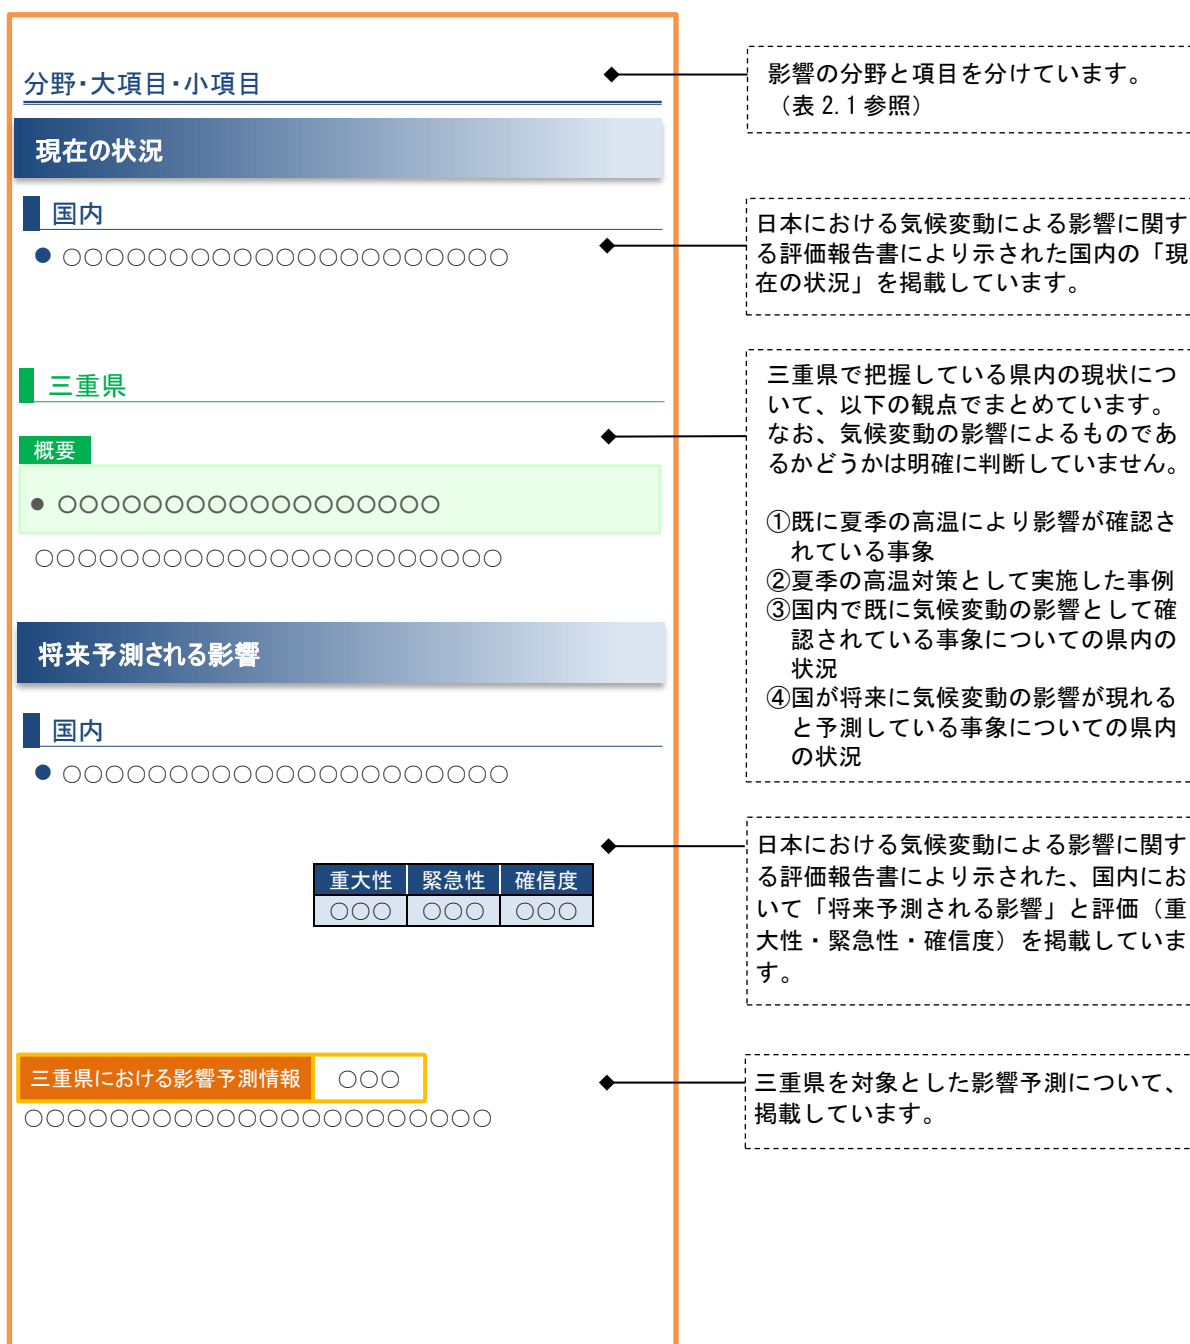 分野・大項目・小項目
現在の状況
国内
● ○○○○○○○○○○○○○○○○○○○○○
三重県
概要
● ○○○○○○○○○○○○○○○○○○
○○○○○○○○○○○○○○○○○○○○○○
将来予測される影響
国内
● ○○○○○○○○○○○○○○○○○○○○○
重大性 緊急性 確信度
○○○ ○○○ ○○○
三重県における影響予測情報 ○○○
○○○○○○○○○○○○○○○○○○○○○○
影響の分野と項目を分けています。
（表 2.1 参照）
日本における気候変動による影響に関す
る評価報告書により示された国内の「現
在の状況」を掲載しています。
三重県で把握している県内の現状につ
いて、以下の観点でまとめています。
なお、気候変動の影響によるものであ
るかどうかは明確に判断していません。
①既に夏季の高温により影響が確認さ
れている事象
②夏季の高温対策として実施した事例
③国内で既に気候変動の影響として確
認されている事象についての県内の
状況
④国が将来に気候変動の影響が現れる
と予測している事象についての県内
の状況
日本における気候変動による影響に関す
る評価報告書により示された、国内にお
いて「将来予測される影響」と評価（重
大性・緊急性・確信度）を掲載していま
す。
三重県を対象とした影響予測について、
掲載しています。